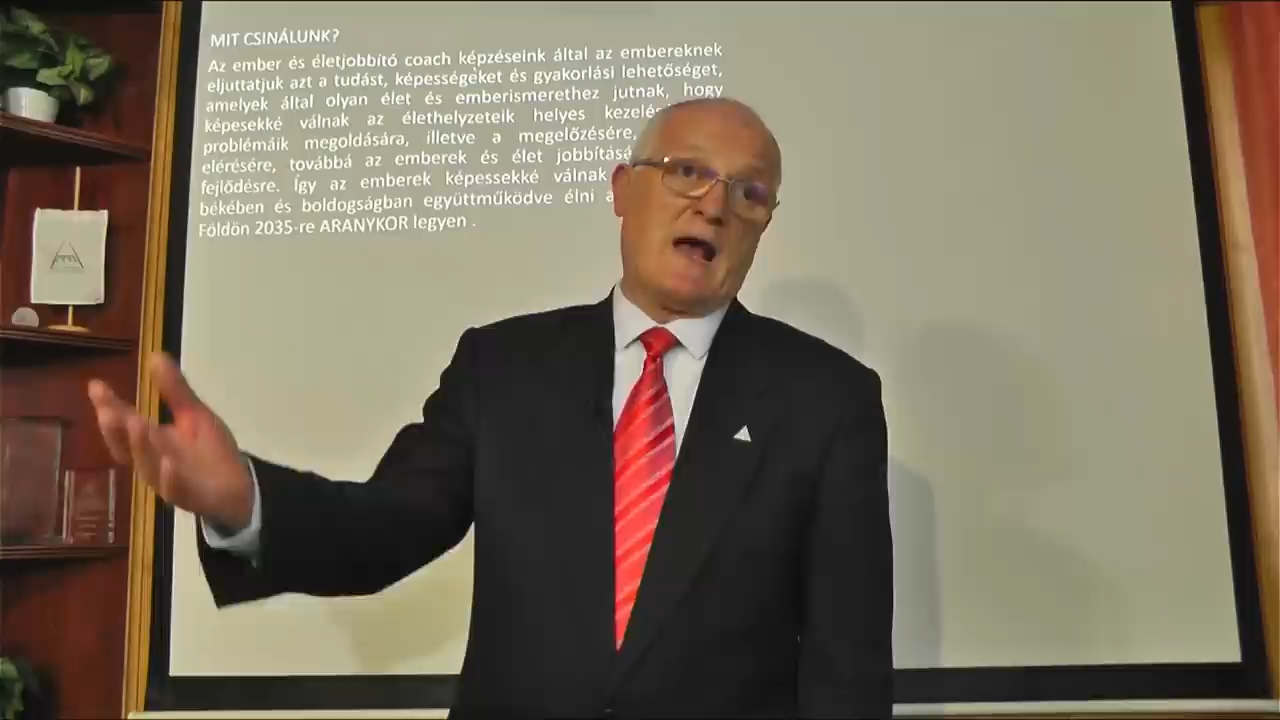 MIT CSINÁLUNK?
Az ember és életjobbító coach képzéseink által az embereknek
eljuttatjuk azt a tudást, képességeket és gyakorlási lehetőséget,
amelyek által olyan élet és emberismerethez jutnak, hogy
képesekké válnak az élethelyzeteik helyes
problémáik megoldására, illetve a megelőzésére,
elérésére, továbbá az emberek és élet
fejlődésre. Így az emberek képessekké válnak
békében és boldogságban együttműködve élni
Földön 2035-re ARANYKOR legyen .